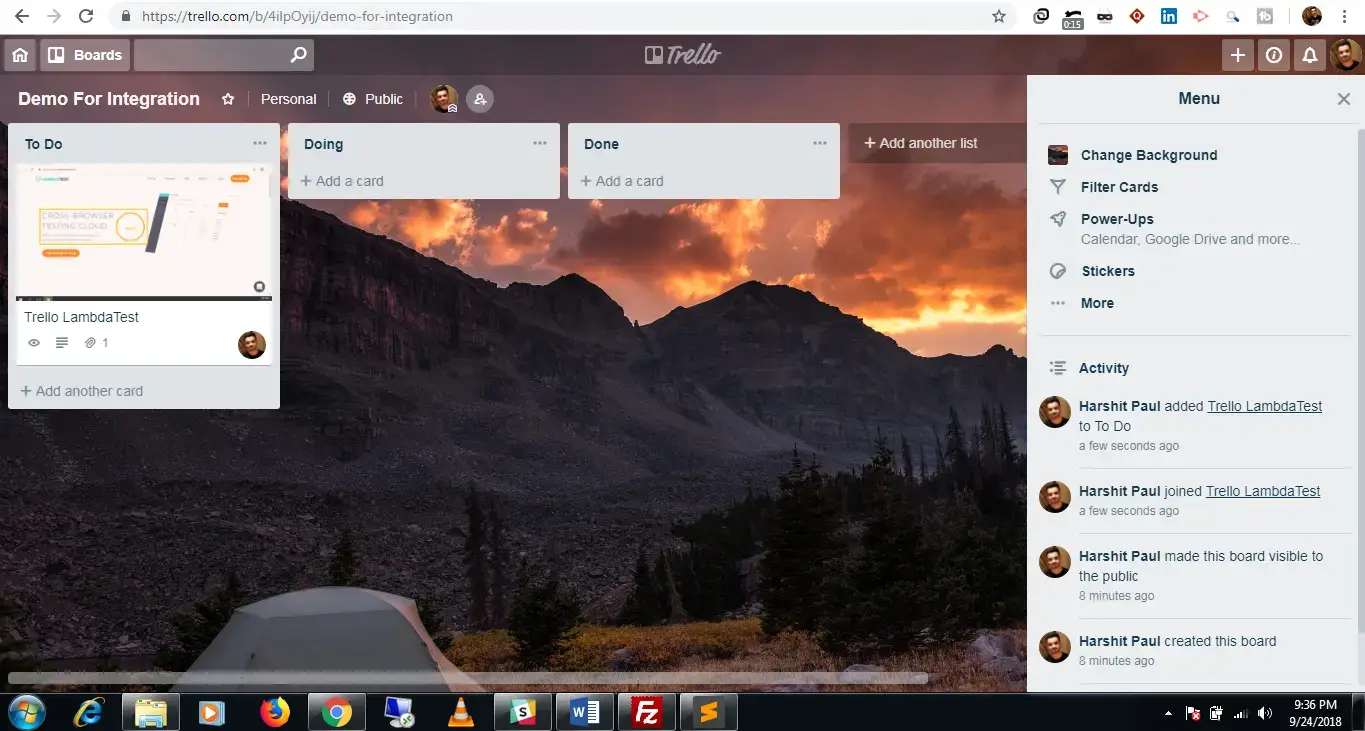 https://trello.com/b/4iIpOyij/demo-for-integration
0:15
Boards
Trello
Demo For Integration
Personal
Public
To Do
CROSS-BROWSER
TESTING CLOUD
Trello LambdaTest
1
+ Add another card
Doing
+ Add a card
Done
+ Add a card
+ Add another list
Menu
Change Background
Filter Cards
Power-Ups
Calendar, Google Drive and more...
Stickers
More
Activity
Harshit Paul added Trello LambdaTest
to To Do
a few seconds ago
Harshit Paul joined Trello LambdaTest
a few seconds ago
Harshit Paul made this board visible to
the public
8 minutes ago
Harshit Paul created this board
8 minutes ago
9:36 PM
9/24/2018